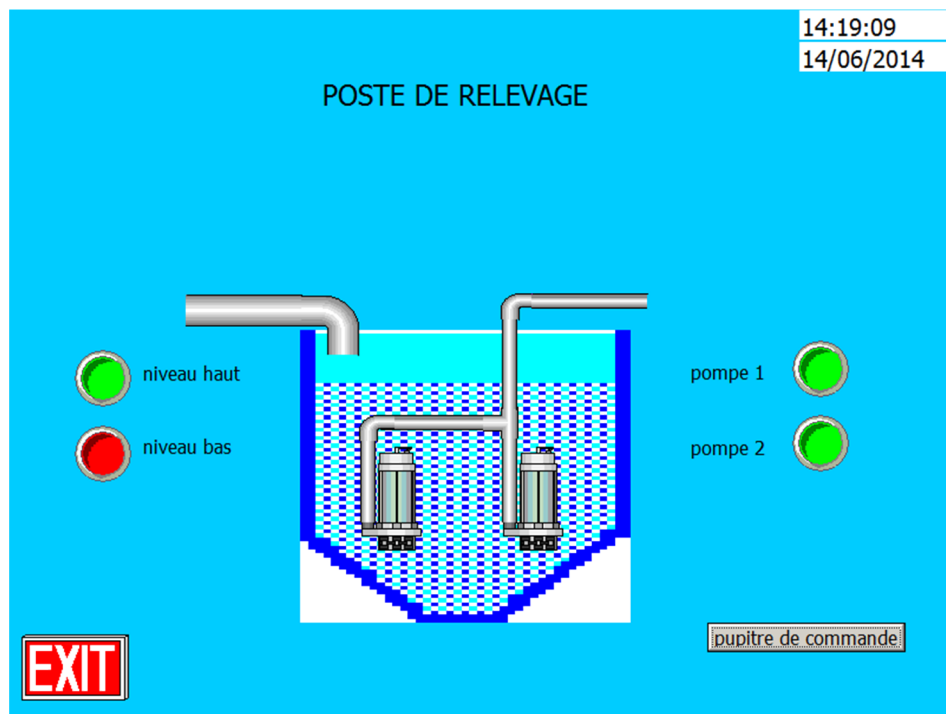 14:19:09
14/06/2014
POSTE DE RELEVAGE
niveau haut
pompe 1
niveau bas
pompe 2
pupitre de commande
EXIT